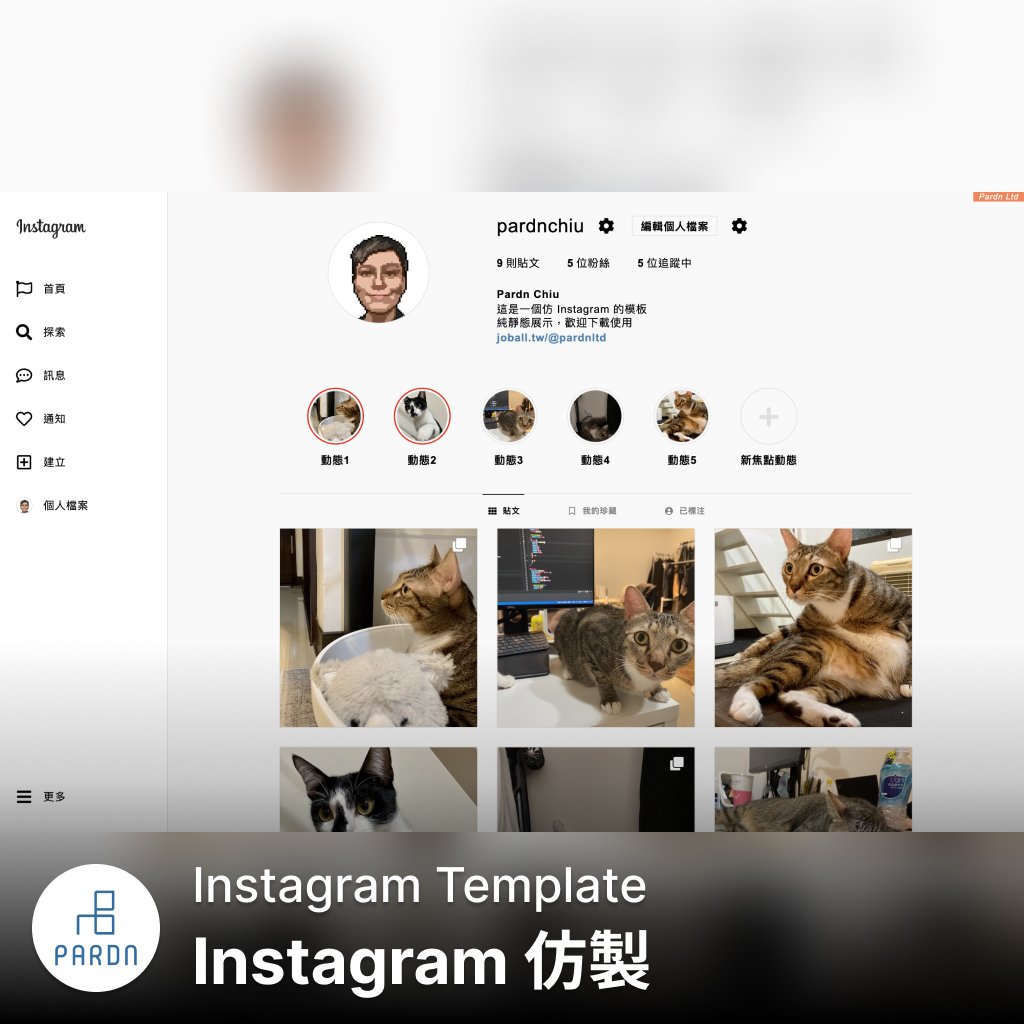 Pardn Ltd
Instagram
首頁
探索
訊息
通知
建立
個人檔案
更多
pardnchiu
編輯個人檔案
9 則貼文 5 位粉絲 5 位追蹤中
Pardn Chiu
這是一個仿 Instagram 的模板
純靜態展示，歡迎下載使用
joball.tw/@pardnltd
動態1 動態2 動態3 動態4 動態5 新焦點動態
貼文 我的珍藏 已標注
PARDN
Instagram Template
Instagram 仿製